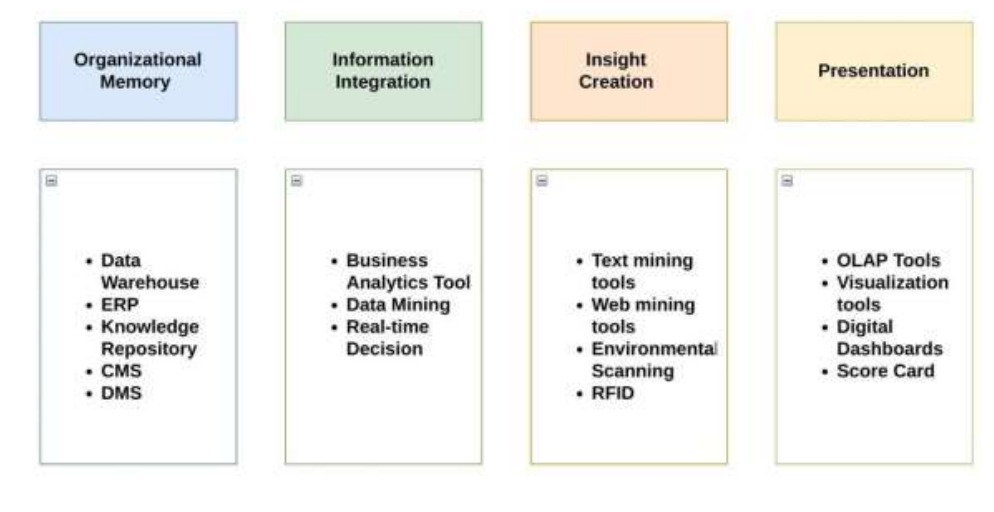 Organizational
Memory
Information
Integration
Insight
Creation
Presentation
• Data
Warehouse
• ERP
• Knowledge
Repository
• CMS
• DMS
• Business
Analytics Tool
• Data Mining
• Real-time
Decision
• Text mining
tools
• Web mining
tools
• Environmental
Scanning
• RFID
• OLAP Tools
• Visualization
tools
• Digital
Dashboards
• Score Card